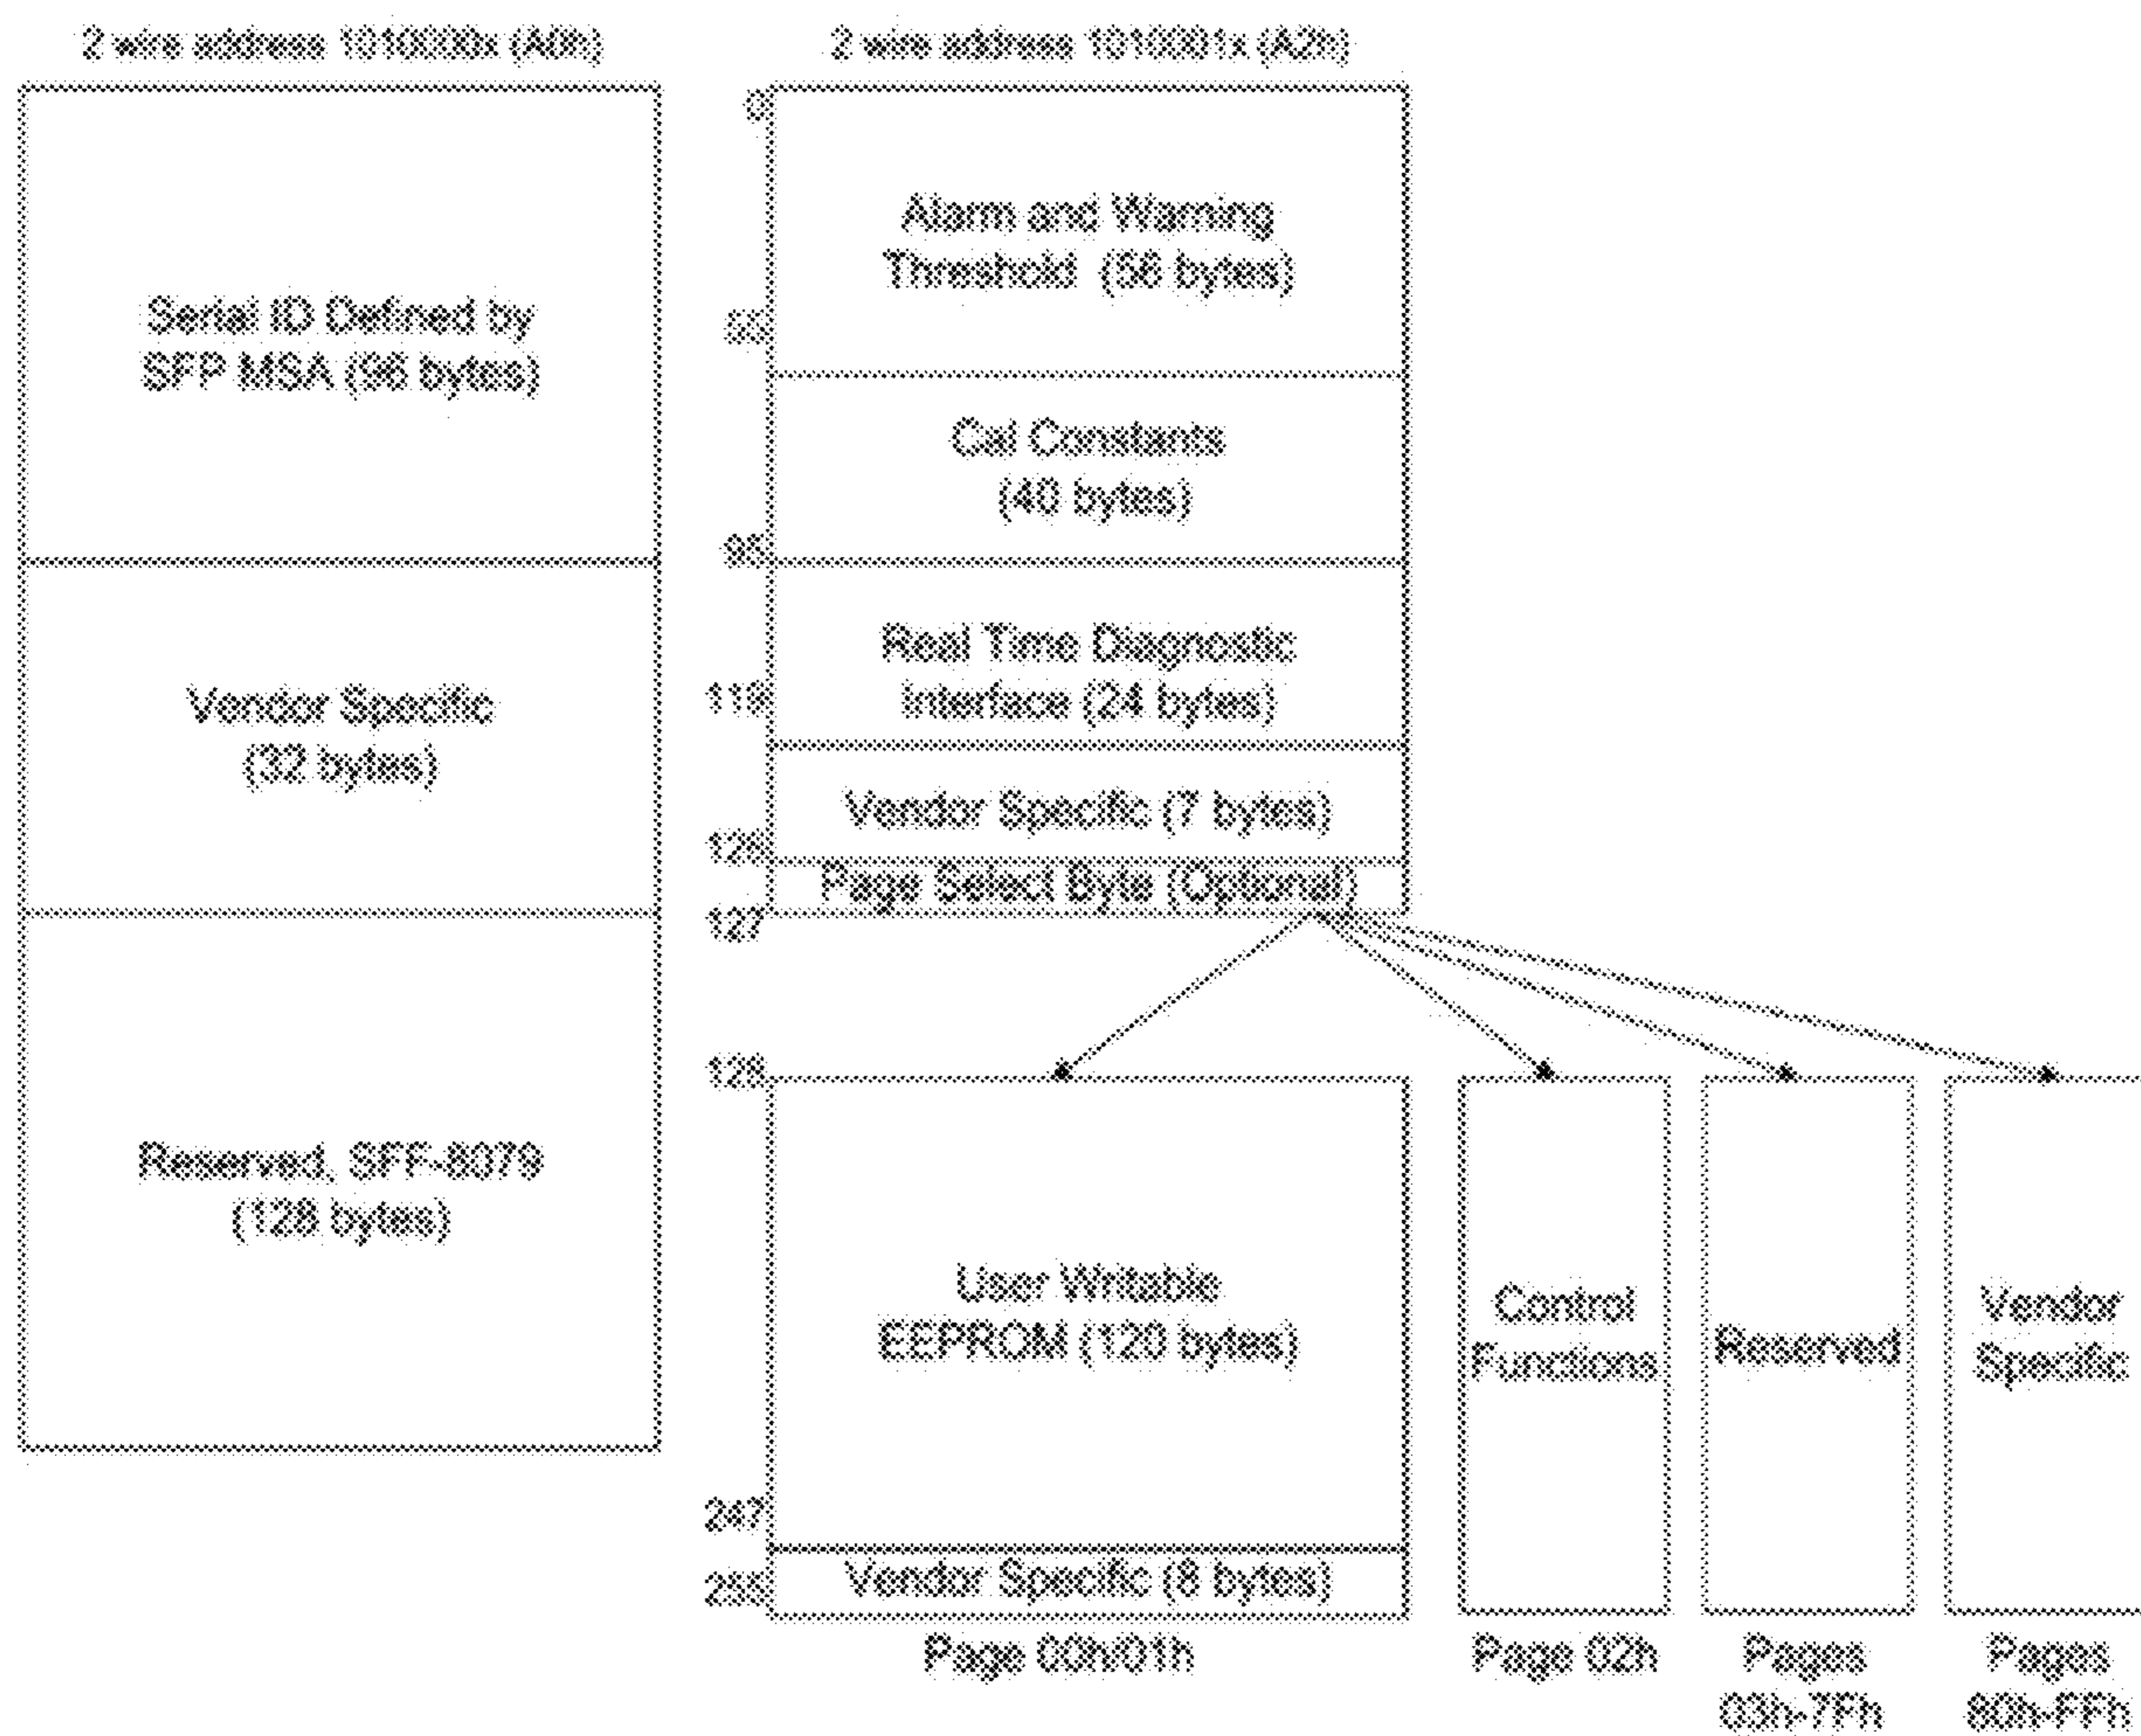 2 wire address 1010000x (A0h)
Serial ID Defined by
SFP MSA (96 bytes)
Vendor Specific
(32 bytes)
Reserved, SFF-8079
(128 bytes)
2 wire address 1010001x (A2h)
0
Alarm and Warning
Threshold (56 bytes)
55
Cal Constants
(40 bytes)
95
Real Time Diagnostic
Interface (24 bytes)
119
Vendor Specific (7 bytes)
126
Page Select Byte (Optional)
127
128
User Writable
EEPROM (120 bytes)
247
Vendor Specific (8 bytes)
255
Page 00h/01h
Control
Functions
Page 02h
Reserved
Pages
03h-7Fh
Vendor
Specific
Pages
80h-FFh